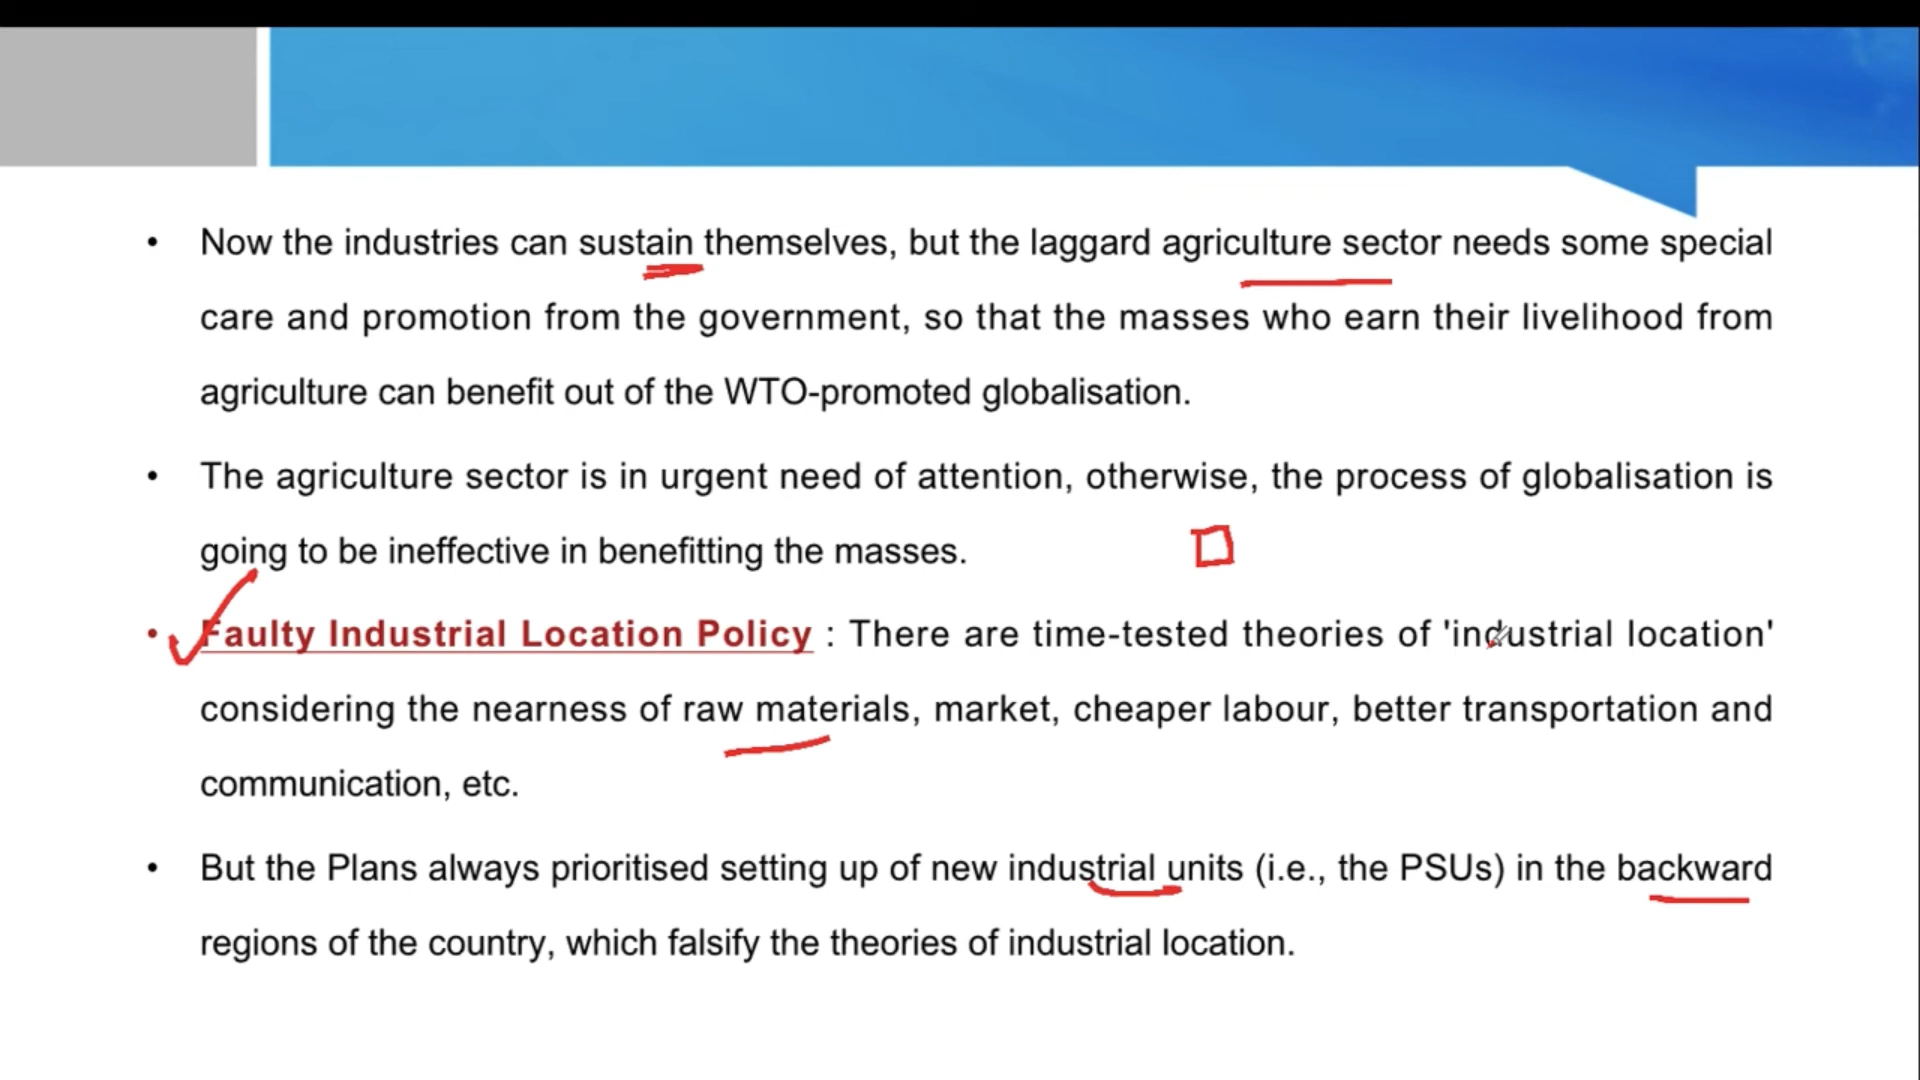 • Now the industries can sustain themselves, but the laggard agriculture sector needs some special
care and promotion from the government, so that the masses who earn their livelihood from
agriculture can benefit out of the WTO-promoted globalisation.
• The agriculture sector is in urgent need of attention, otherwise, the process of globalisation is
going to be ineffective in benefitting the masses.
• Faulty Industrial Location Policy : There are time-tested theories of 'industrial location'
considering the nearness of raw materials, market, cheaper labour, better transportation and
communication, etc.
• But the Plans always prioritised setting up of new industrial units (i.e., the PSUs) in the backward
regions of the country, which falsify the theories of industrial location.